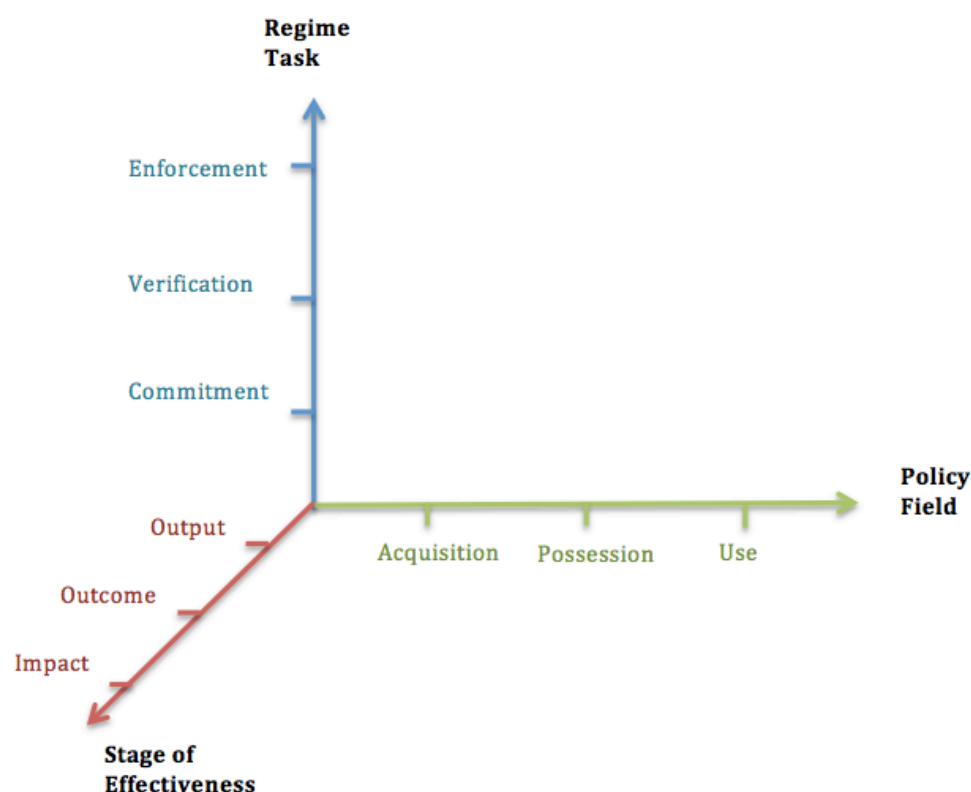 Regime
Task
Enforcement
Verification
Commitment
Policy
Field
Output
Acquisition
Possession
Use
Outcome
Impact
Stage of
Effectiveness